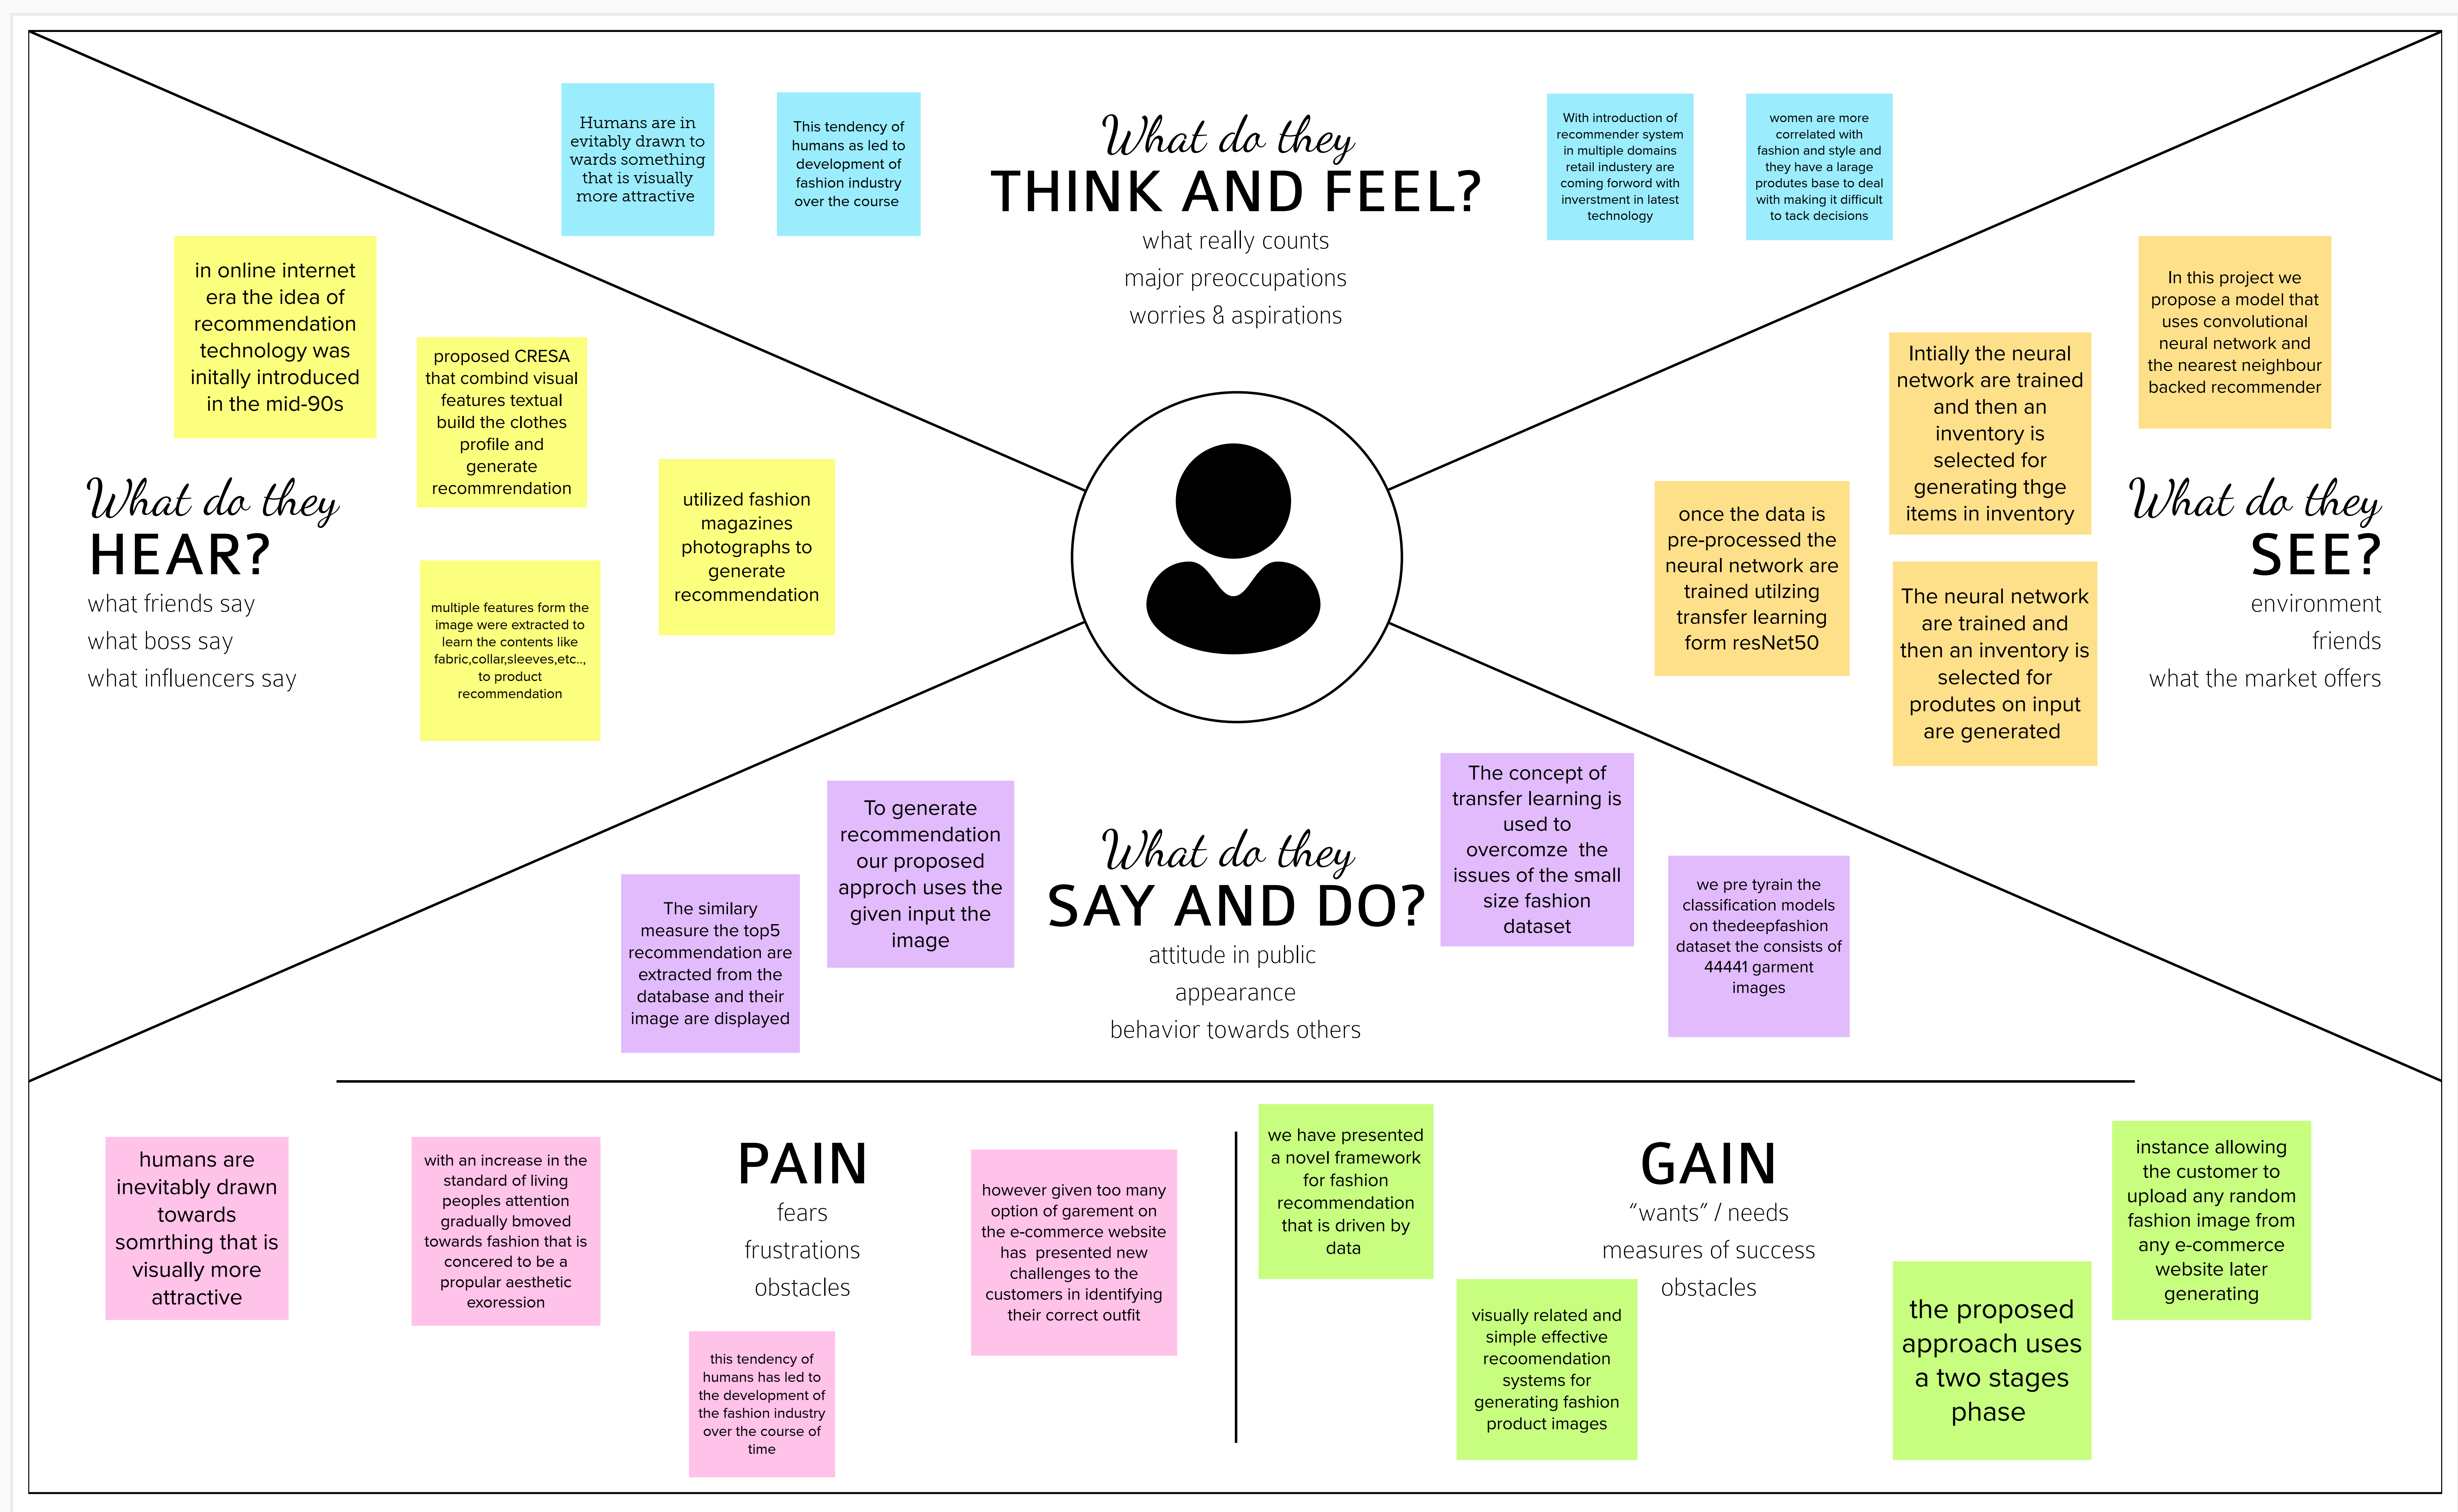 Humans are in
evitably drawn to
wards something
that is visually
more attractive
This tendency of
humans as led to
development of
fashion industry
over the course
What do they
THINK AND FEEL?
what really counts
major preoccupations
worries & aspirations
With introduction of
recommender system
in multiple domains
retail industery are
coming forword with
inverstment in latest
technology
women are more
correlated with
fashion and style and
they have a larage
produtes base to deal
with making it difficult
to tack decisions
in online internet
era the idea of
recommendation
technology was
initally introduced
in the mid-90s
proposed CRESA
that combind visual
features textual
build the clothes
profile and
generate
recommrendation
utilized fashion
magazines
photographs to
generate
recommendation
What do they
HEAR?
what friends say
what boss say
what influencers say
multiple features form the
image were extracted to
learn the contents like
fabric,collar,sleeves,etc..,
to product
recommendation
In this project we
propose a model that
uses convolutional
neural network and
the nearest neighbour
backed recommender
Intially the neural
network are trained
and then an
inventory is
selected for
generating thge
items in inventory
once the data is
pre-processed the
neural network are
trained utilzing
transfer learning
form resNet50
What do they
SEE?
environment
friends
what the market offers
The neural network
are trained and
then an inventory is
selected for
produtes on input
are generated
The similary
measure the top5
recommendation are
extracted from the
database and their
image are displayed
To generate
recommendation
our proposed
approch uses the
given input the
image
What do they
SAY AND DO?
attitude in public
appearance
behavior towards others
The concept of
transfer learning is
used to
overcomze  the
issues of the small
size fashion
dataset
we pre tyrain the
classification models
on thedeepfashion
dataset the consists of
44441 garment
images
humans are
inevitably drawn
towards
somrthing that is
visually more
attractive
with an increase in the
standard of living
peoples attention
gradually bmoved
towards fashion that is
concered to be a
propular aesthetic
exoression
PAIN
fears
frustrations
obstacles
this tendency of
humans has led to
the development of
the fashion industry
over the course of
time
however given too many
option of garement on
the e-commerce website
has  presented new
challenges to the
customers in identifying
their correct outfit
we have presented
a novel framework
for fashion
recommendation
that is driven by
data
GAIN
“wants” / needs
measures of success
obstacles
visually related and
simple effective
recoomendation
systems for
generating fashion
product images
the proposed
approach uses
a two stages
phase
instance allowing
the customer to
upload any random
fashion image from
any e-commerce
website later
generating